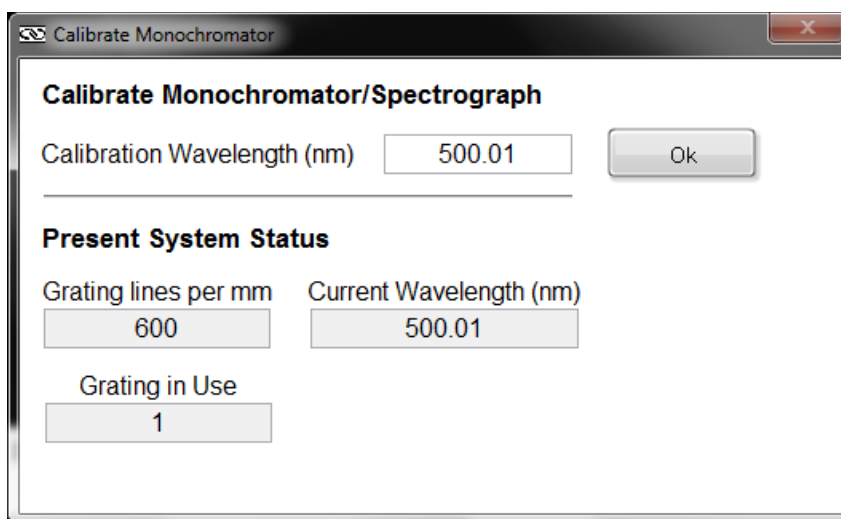 Calibrate Monochromator
Calibrate Monochromator/Spectrograph
Calibration Wavelength (nm) 500.01 Ok
Present System Status
Grating lines per mm Current Wavelength (nm)
600 500.01
Grating in Use
1